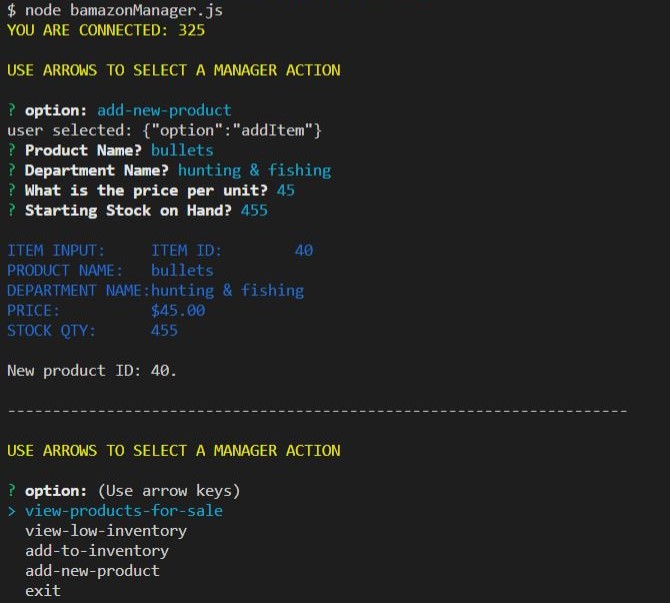 $ node bamazonManager.js
YOU ARE CONNECTED: 325
USE ARROWS TO SELECT A MANAGER ACTION
? option: add-new-product
user selected: {"option":"addItem"}
? Product Name? bullets
? Department Name? hunting & fishing
? What is the price per unit? 45
? Starting Stock on Hand? 455
ITEM INPUT:     ITEM ID:        40
PRODUCT NAME:   bullets
DEPARTMENT NAME:hunting & fishing
PRICE:          $45.00
STOCK QTY:      455
New product ID: 40.
---------------------------------------------------------------------
USE ARROWS TO SELECT A MANAGER ACTION
? option: (Use arrow keys)
> view-products-for-sale
  view-low-inventory
  add-to-inventory
  add-new-product
  exit